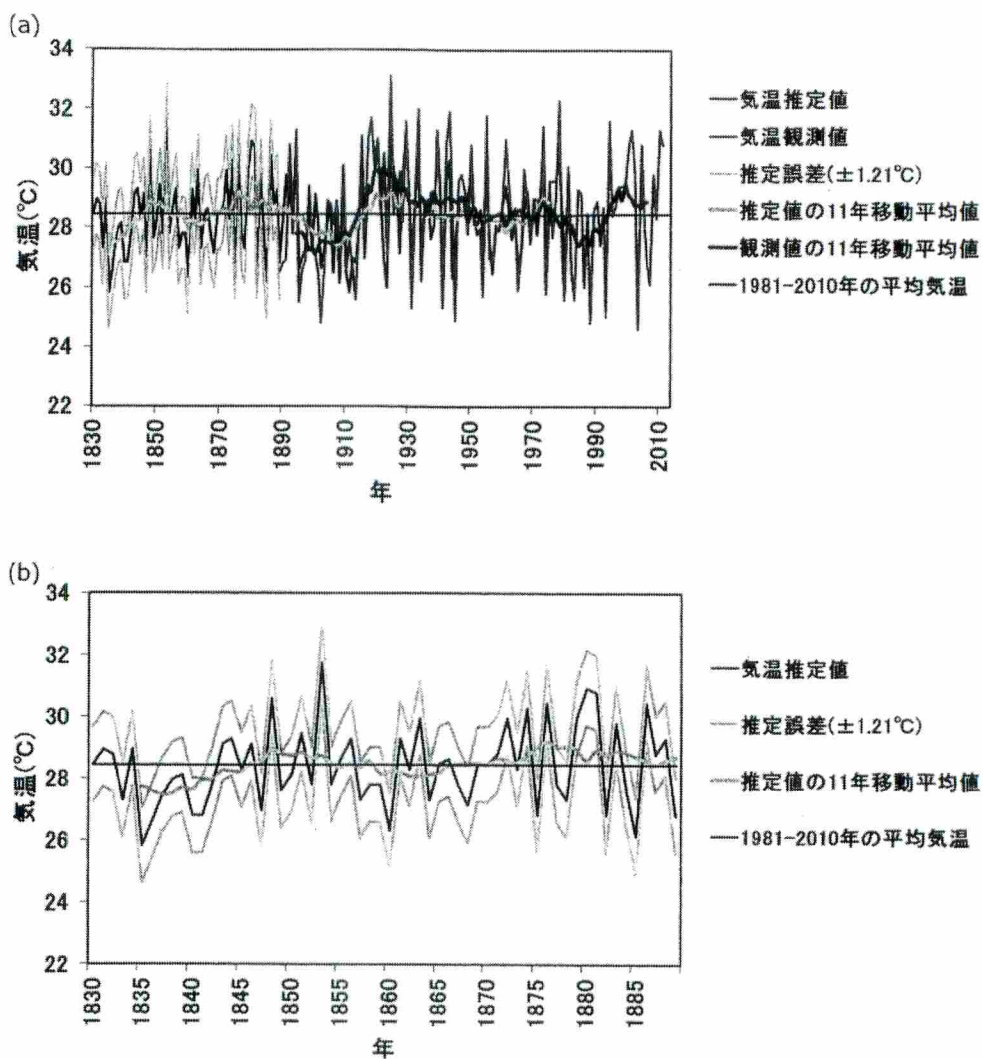 (a)
34
32
30
28
26
24
22
気温(℃)
1830
1850
1870
1890
1910
1930
1950
1970
1990
2010
年
気温推定値
気温観測値
推定誤差(±1.21℃)
推定値の11年移動平均値
観測値の11年移動平均値
1981-2010年の平均気温
(b)
34
32
30
28
26
24
22
気温(℃)
1830
1835
1840
1845
1850
1855
1860
1865
1870
1875
1880
1885
年
気温推定値
推定誤差(±1.21℃)
推定値の11年移動平均値
1981-2010年の平均気温